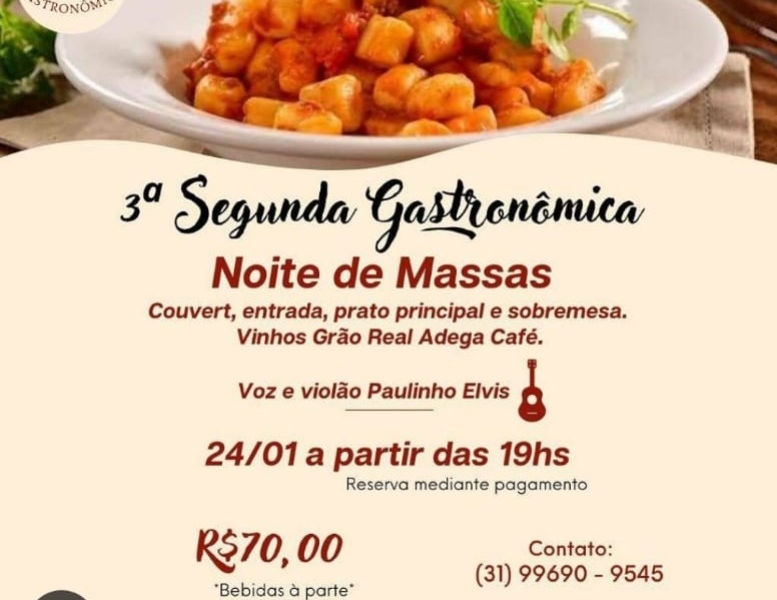 3ª Segunda Gastronômica
Noite de Massas
Couvert, entrada, prato principal e sobremesa.
Vinhos Grão Real Adega Café.
Voz e violão Paulinho Elvis
24/01 a partir das 19hs
Reserva mediante pagamento
R$70,00
*Bebidas à parte*
Contato:
(31) 99690 - 9545